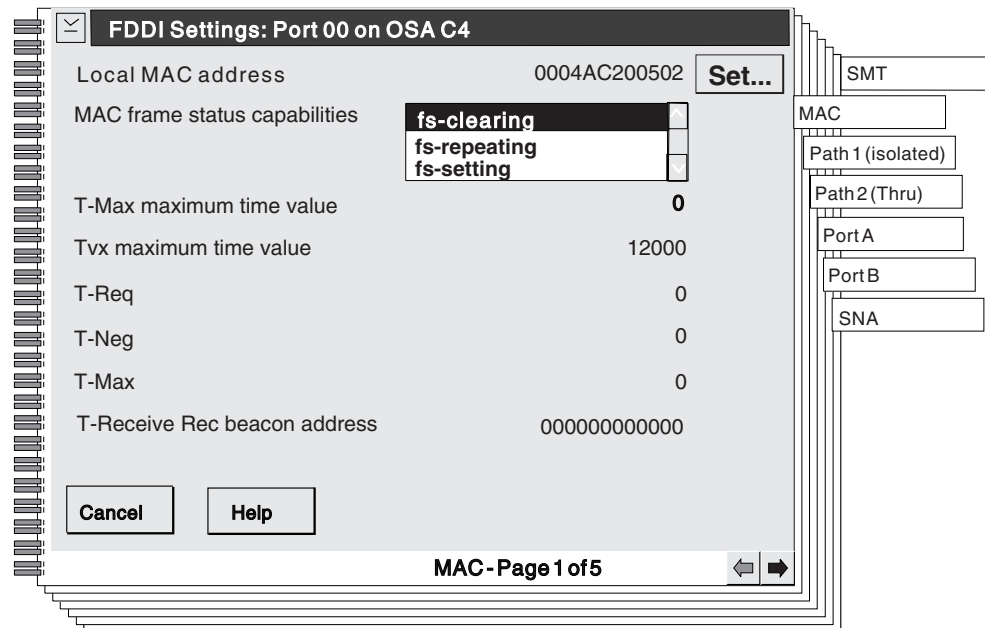 FDDI Settings: Port 00 on OSA C4
Local MAC address 0004AC200502 Set...
MAC frame status capabilities
fs-clearing
fs-repeating
fs-setting
T-Max maximum time value 0
Tvx maximum time value 12000
T-Req 0
T-Neg 0
T-Max 0
T-Receive Rec beacon address 000000000000
Cancel Help
MAC-Page 1 of 5
SMT
MAC
Path 1 (isolated)
Path 2 (Thru)
Port A
Port B
SNA